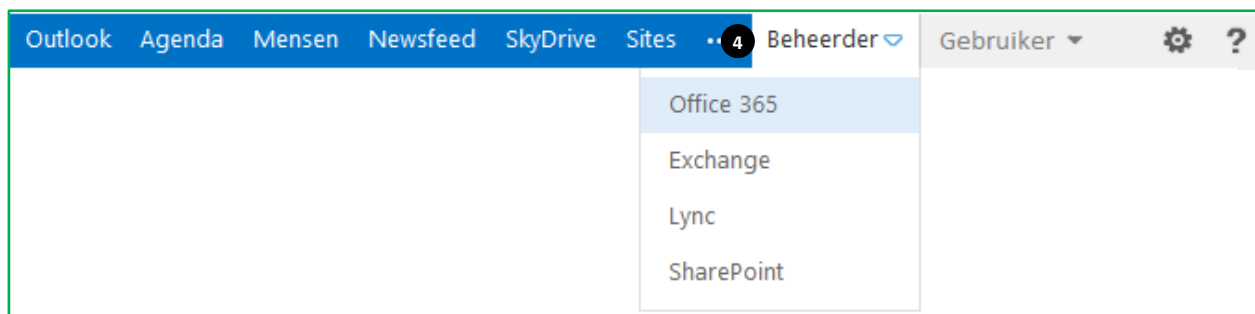 Outlook Agenda Mensen Newsfeed SkyDrive Sites ·· 4 Beheerder Gebruiker ?
Office 365
Exchange
Lync
SharePoint